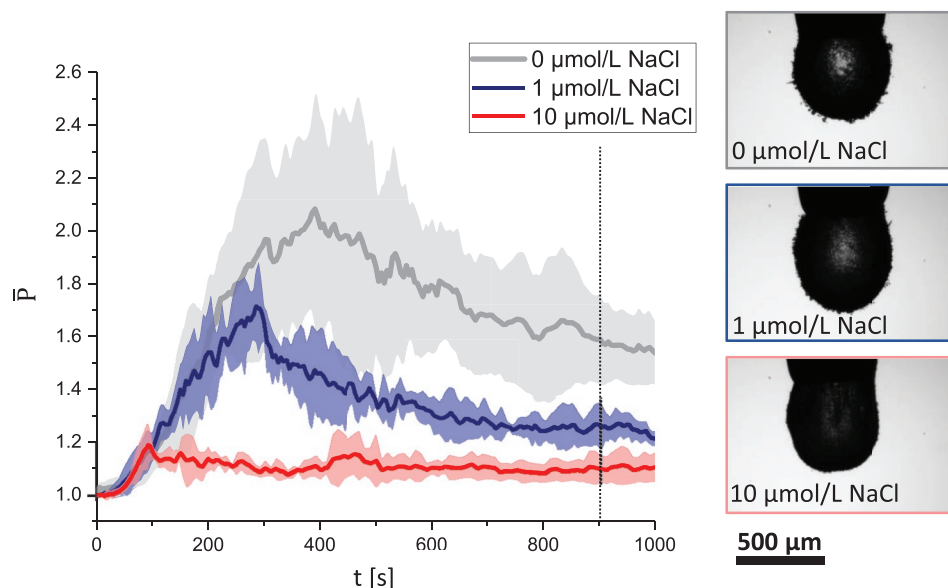 0 µmol/L NaCl
1 µmol/L NaCl
10 µmol/L NaCl
2.6
2.4
2.2
2.0
1.8
1.6
1.4
1.2
1.0
P̅
0
200
400
600
800
1000
t [s]
0 µmol/L NaCl
1 µmol/L NaCl
10 µmol/L NaCl
500 µm